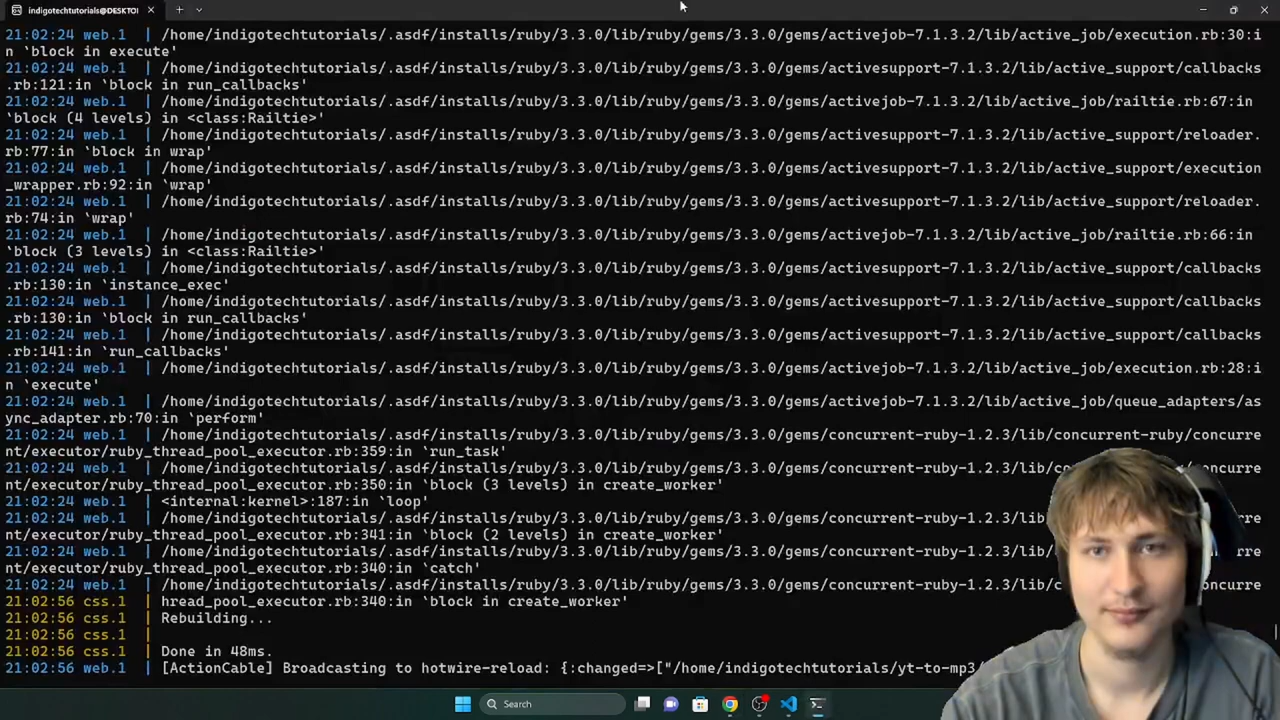 indigotechtutorials@DESKTO
21:02:24 web.1 | /home/indigotechtutorials/.asdf/installs/ruby/3.3.0/lib/ruby/gems/3.3.0/gems/activejob-7.1.3.2/lib/active_job/execution.rb:30:i
n `block in execute'
21:02:24 web.1 | /home/indigotechtutorials/.asdf/installs/ruby/3.3.0/lib/ruby/gems/3.3.0/gems/activesupport-7.1.3.2/lib/active_support/callbacks
.rb:121:in `block in run_callbacks'
21:02:24 web.1 | /home/indigotechtutorials/.asdf/installs/ruby/3.3.0/lib/ruby/gems/3.3.0/gems/activejob-7.1.3.2/lib/active_job/railtie.rb:67:in
`block (4 levels) in <class:Railtie>'
21:02:24 web.1 | /home/indigotechtutorials/.asdf/installs/ruby/3.3.0/lib/ruby/gems/3.3.0/gems/activesupport-7.1.3.2/lib/active_support/reloader.
rb:77:in `block in wrap'
21:02:24 web.1 | /home/indigotechtutorials/.asdf/installs/ruby/3.3.0/lib/ruby/gems/3.3.0/gems/activesupport-7.1.3.2/lib/active_support/execution
_wrapper.rb:92:in `wrap'
21:02:24 web.1 | /home/indigotechtutorials/.asdf/installs/ruby/3.3.0/lib/ruby/gems/3.3.0/gems/activesupport-7.1.3.2/lib/active_support/reloader.
rb:74:in `wrap'
21:02:24 web.1 | /home/indigotechtutorials/.asdf/installs/ruby/3.3.0/lib/ruby/gems/3.3.0/gems/activejob-7.1.3.2/lib/active_job/railtie.rb:66:in
`block (3 levels) in <class:Railtie>'
21:02:24 web.1 | /home/indigotechtutorials/.asdf/installs/ruby/3.3.0/lib/ruby/gems/3.3.0/gems/activesupport-7.1.3.2/lib/active_support/callbacks
.rb:130:in `instance_exec'
21:02:24 web.1 | /home/indigotechtutorials/.asdf/installs/ruby/3.3.0/lib/ruby/gems/3.3.0/gems/activesupport-7.1.3.2/lib/active_support/callbacks
.rb:130:in `block in run_callbacks'
21:02:24 web.1 | /home/indigotechtutorials/.asdf/installs/ruby/3.3.0/lib/ruby/gems/3.3.0/gems/activesupport-7.1.3.2/lib/active_support/callbacks
.rb:141:in `run_callbacks'
21:02:24 web.1 | /home/indigotechtutorials/.asdf/installs/ruby/3.3.0/lib/ruby/gems/3.3.0/gems/activejob-7.1.3.2/lib/active_job/execution.rb:28:i
n `execute'
21:02:24 web.1 | /home/indigotechtutorials/.asdf/installs/ruby/3.3.0/lib/ruby/gems/3.3.0/gems/activejob-7.1.3.2/lib/active_job/queue_adapters/as
ync_adapter.rb:70:in `perform'
21:02:24 web.1 | /home/indigotechtutorials/.asdf/installs/ruby/3.3.0/lib/ruby/gems/3.3.0/gems/concurrent-ruby-1.2.3/lib/concurrent-ruby/concurre
nt/executor/ruby_thread_pool_executor.rb:359:in `run_task'
21:02:24 web.1 | /home/indigotechtutorials/.asdf/installs/ruby/3.3.0/lib/ruby/gems/3.3.0/gems/concurrent-ruby-1.2.3/lib/concurrent-ruby/concurre
nt/executor/ruby_thread_pool_executor.rb:350:in `block (3 levels) in create_worker'
21:02:24 web.1 | <internal:kernel>:187:in `loop'
21:02:24 web.1 | /home/indigotechtutorials/.asdf/installs/ruby/3.3.0/lib/ruby/gems/3.3.0/gems/concurrent-ruby-1.2.3/lib/c ncurre
nt/executor/ruby_thread_pool_executor.rb:341:in `block (2 levels) in create_worker'
21:02:24 web.1 | /home/indigotechtutorials/.asdf/installs/ruby/3.3.0/lib/ruby/gems/3.3.0/gems/concurrent-ruby-1.2.3/lib/c ncurre
nt/executor/ruby_thread_pool_executor.rb:340:in `catch'
21:02:24 web.1 | /home/indigotechtutorials/.asdf/installs/ruby/3.3.0/lib/ruby/gems/3.3.0/gems/concurrent-ruby-1.2.3/lib/c ncurre
21:02:56 css.1 | hread_pool_executor.rb:340:in `block in create_worker'
21:02:56 css.1 | Rebuilding...
21:02:56 css.1 |
21:02:56 css.1 | Done in 48ms.
21:02:56 web.1 | [ActionCable] Broadcasting to hotwire-reload: {:changed=>["/home/indigotechtutorials/yt-to-mp3/
Search